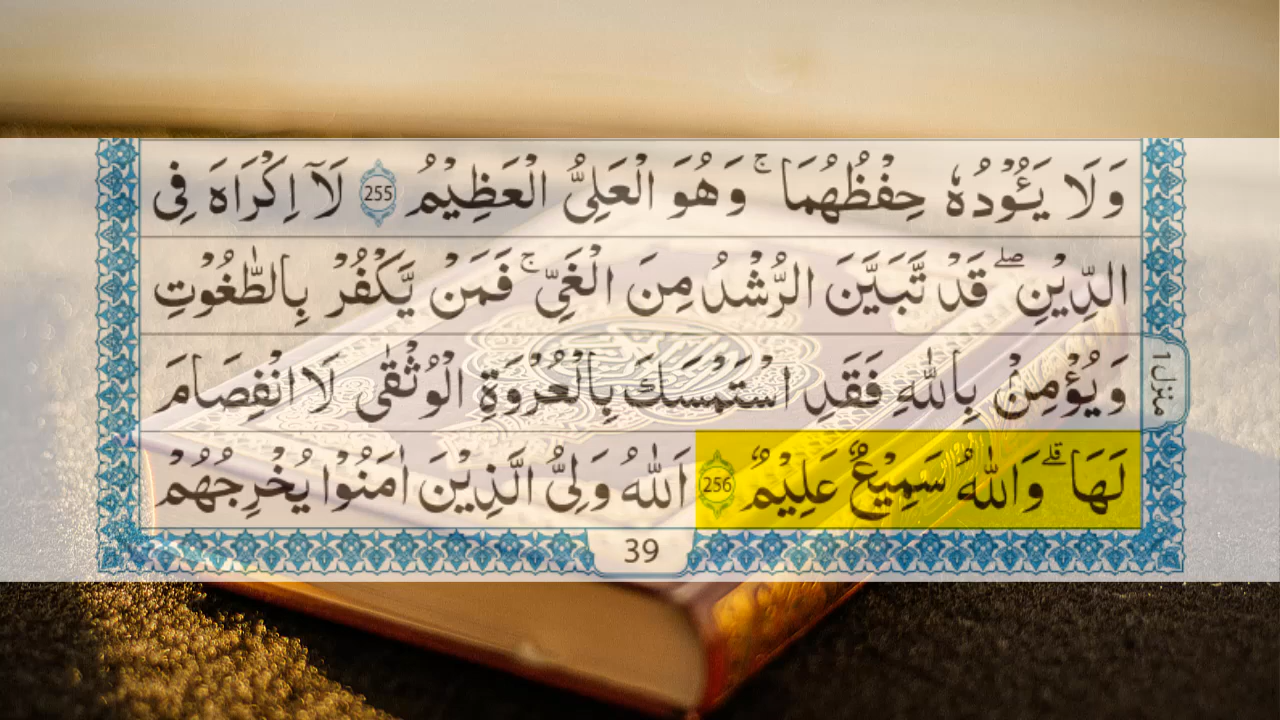 وَلَا يَـُٔوْدُهٗ حِفْظُهُمَا ۚ وَهُوَ الْعَلِیُّ الْعَظِیْمُ 255 لَاۤ اِكْرَاهَ فِی
الدِّیْنِ ۖ قَدْ تَّبَیَّنَ الرُّشْدُ مِنَ الْغَیِّ ۚ فَمَنْ یَّكْفُرْ بِالطَّاغُوْتِ
وَیُؤْمِنْۢ بِاللّٰهِ فَقَدِ اسْتَمْسَكَ بِالْعُرْوَةِ الْوُثْقٰی لَا انْفِصَامَ
لَهَا ؕ وَاللّٰهُ سَمِیْعٌ عَلِیْمٌ 256 اَللّٰهُ وَلِیُّ الَّذِیْنَ اٰمَنُوْا یُخْرِجُهُمْ
منزل ١
39